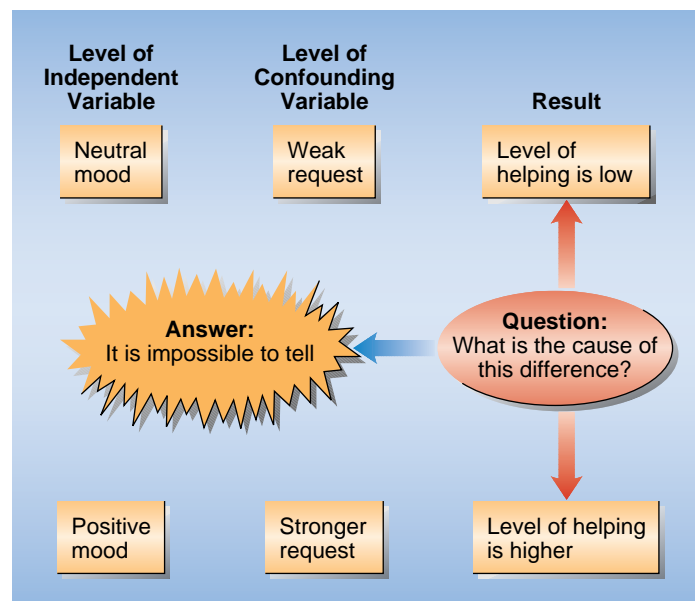 Level of
Independent
Variable
Level of
Confounding
Variable
Result
Neutral
mood
Weak
request
Level of
helping is low
Answer:
It is impossible to tell
Question:
What is the cause of
this difference?
Positive
mood
Stronger
request
Level of helping
is higher